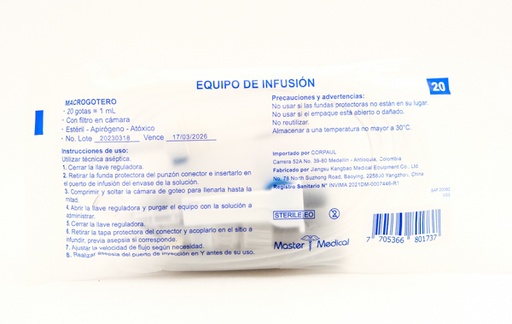 EQUIPO DE INFUSIÓN
20
MACROGOTERO
- 20 gotas = 1 mL
- Con filtro en cámara
- Estéril - Apirógeno - Atóxico
- No. Lote 20230318 Vence 17/03/2026
Instrucciones de uso:
Utilizar técnica aséptica.
1. Cerrar la llave reguladora.
2. Retirar la funda protectora del punzón conector e insertarlo en
el puerto de infusión del envase de la solución.
3. Comprimir y soltar la cámara de goteo para llenarla hasta la
mitad.
4. Abrir la llave reguladora y purgar el equipo con la solución a
administrar.
5. Cerrar la llave reguladora.
6. Retirar la tapa protectora del conector y acoplarlo en el sitio a
infundir, previa asepsia si corresponde.
7. Ajustar la velocidad de flujo según necesidad.
8. Realizar asepsia del puerto de inyección en Y antes de su uso.
Precauciones y advertencias:
No usar si las fundas protectoras no están en su lugar.
No usar si el empaque está abierto o dañado.
No reutilizar.
Almacenar a una temperatura no mayor a 30°C.
Importado por CORPAUL
Carrera 52A No. 39-80 Medellín - Antioquia. Colombia
Fabricado por Jiangsu Kangbao Medical Equipment Co., Ltd.
No. 78 North Suzheng Road, Baoying, 225800 Yangzhou, China
Registro Sanitario N° INVIMA 2021DM-0007446-R1
STERILE EO
Master Medical
7 705366 801737